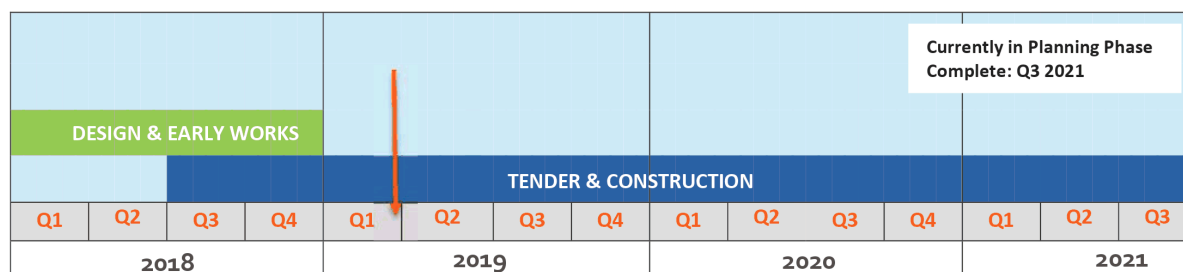 Currently in Planning Phase
Complete: Q3 2021
DESIGN & EARLY WORKS
TENDER & CONSTRUCTION
Q1 Q2 Q3 Q4 Q1 Q2 Q3 Q4 Q1 Q2 Q3 Q4 Q1 Q2 Q3
2018 2019 2020 2021